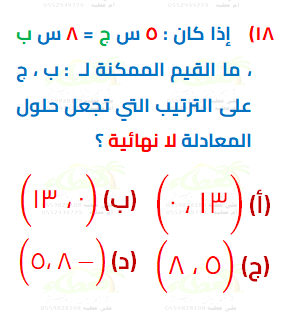 ١٨) إذا كان : ٥ س ج = ٨ س ب
، ما القيم الممكنة لـ : ب ، ج
على الترتيب التي تجعل حلول
المعادلة لا نهائية ؟
(أ) (١٣ ، ٠)
(ب) (٠ ، ١٣)
(ج) (٥ ، ٨)
(د) (– ٨ ، ٥)